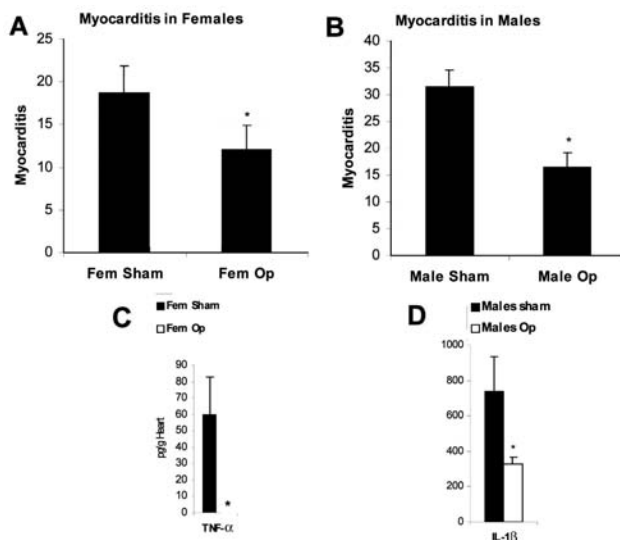 A
Myocarditis in Females
25
20
15
10
5
0
Myocarditis
*
Fem Sham
Fem Op
B
Myocarditis in Males
40
35
30
25
20
15
10
5
0
Myocarditis
*
Male Sham
Male Op
C
Fem Sham
Fem Op
90
80
70
60
50
40
30
20
10
0
pg/g Heart
*
TNF-α
D
Males sham
Males Op
1000
800
600
400
200
0
*
IL-1β